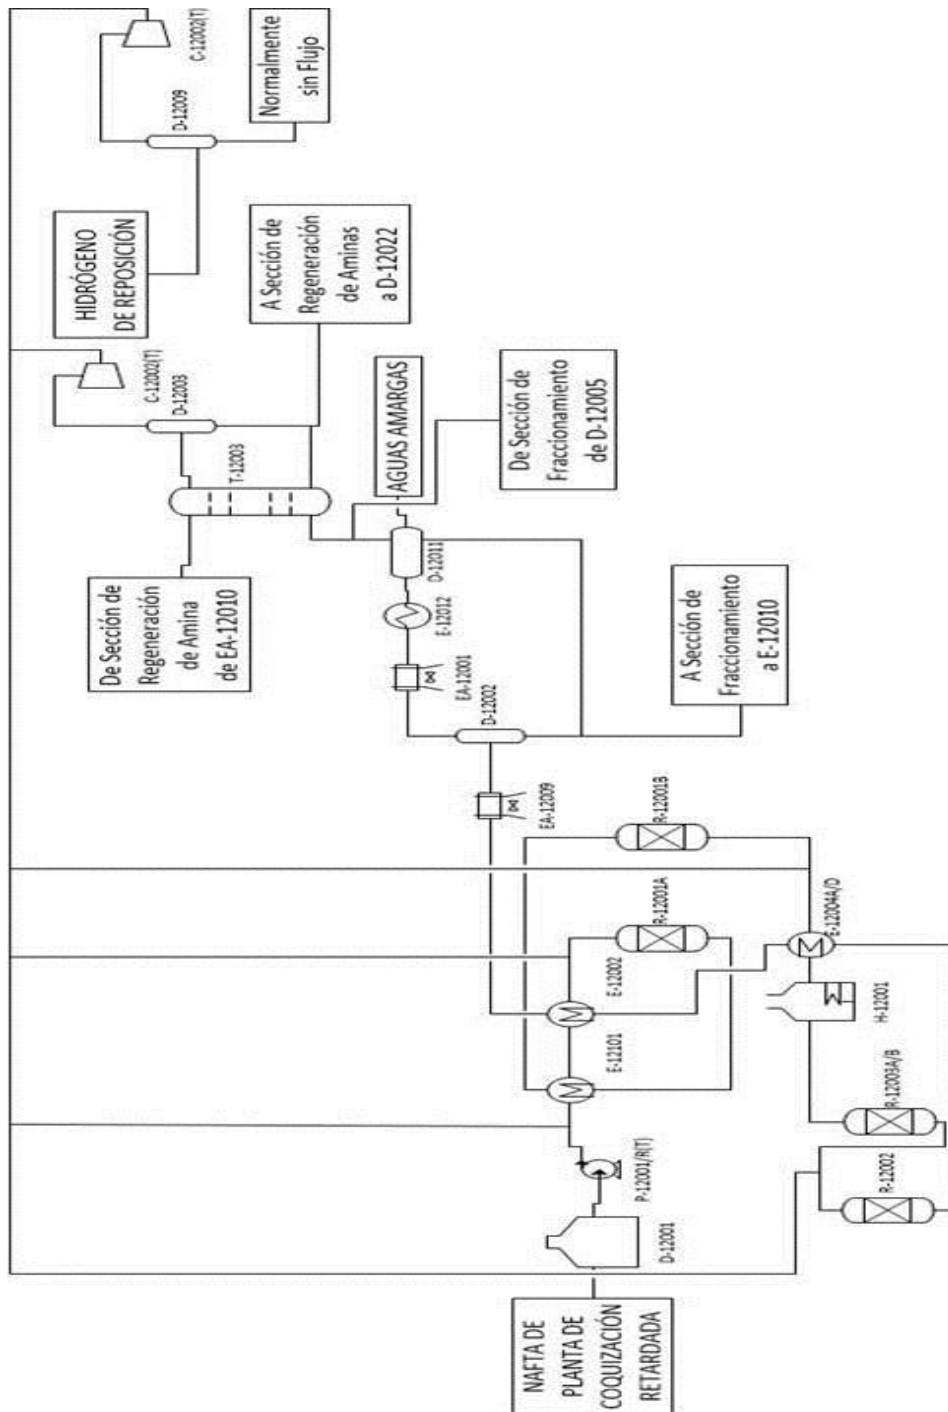 NAFTA DE
PLANTA DE
COQUIZACIÓN
RETARDADA
D-12001
P-12001/R(T)
E-12101
E-12002
R-12001A
R-12001B
R-12002
R-12003A/B
H-12001
E-12004A/D
EA-12009
D-12002
EA-12001
E-12012
D-12011
AGUAS AMARGAS
A Sección de
Fraccionamiento
a E-12010
De Sección de
Fraccionamiento
de D-12005
De Sección de
Regeneración
de Amina
de EA-12010
T-12003
D-12003
C-12002(T)
A Sección de
Regeneración
de Aminas
a D-12022
HIDRÓGENO
DE REPOSICIÓN
D-12009
C-12002(T)
Normalmente
sin Flujo